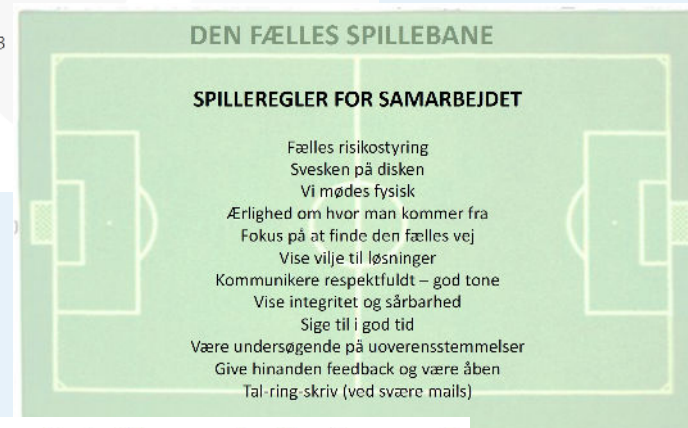 DEN FÆLLES SPILLEBANE
SPILLEREGLER FOR SAMARBEJDET
Fælles risikostyring
Svesken på disken
Vi mødes fysisk
Ærlighed om hvor man kommer fra
Fokus på at finde den fælles vej
Vise vilje til løsninger
Kommunikere respektfuldt – god tone
Vise integritet og sårbarhed
Sige til i god tid
Være undersøgende på uoverensstemmelser
Give hinanden feedback og være åben
Tal-ring-skriv (ved svære mails)